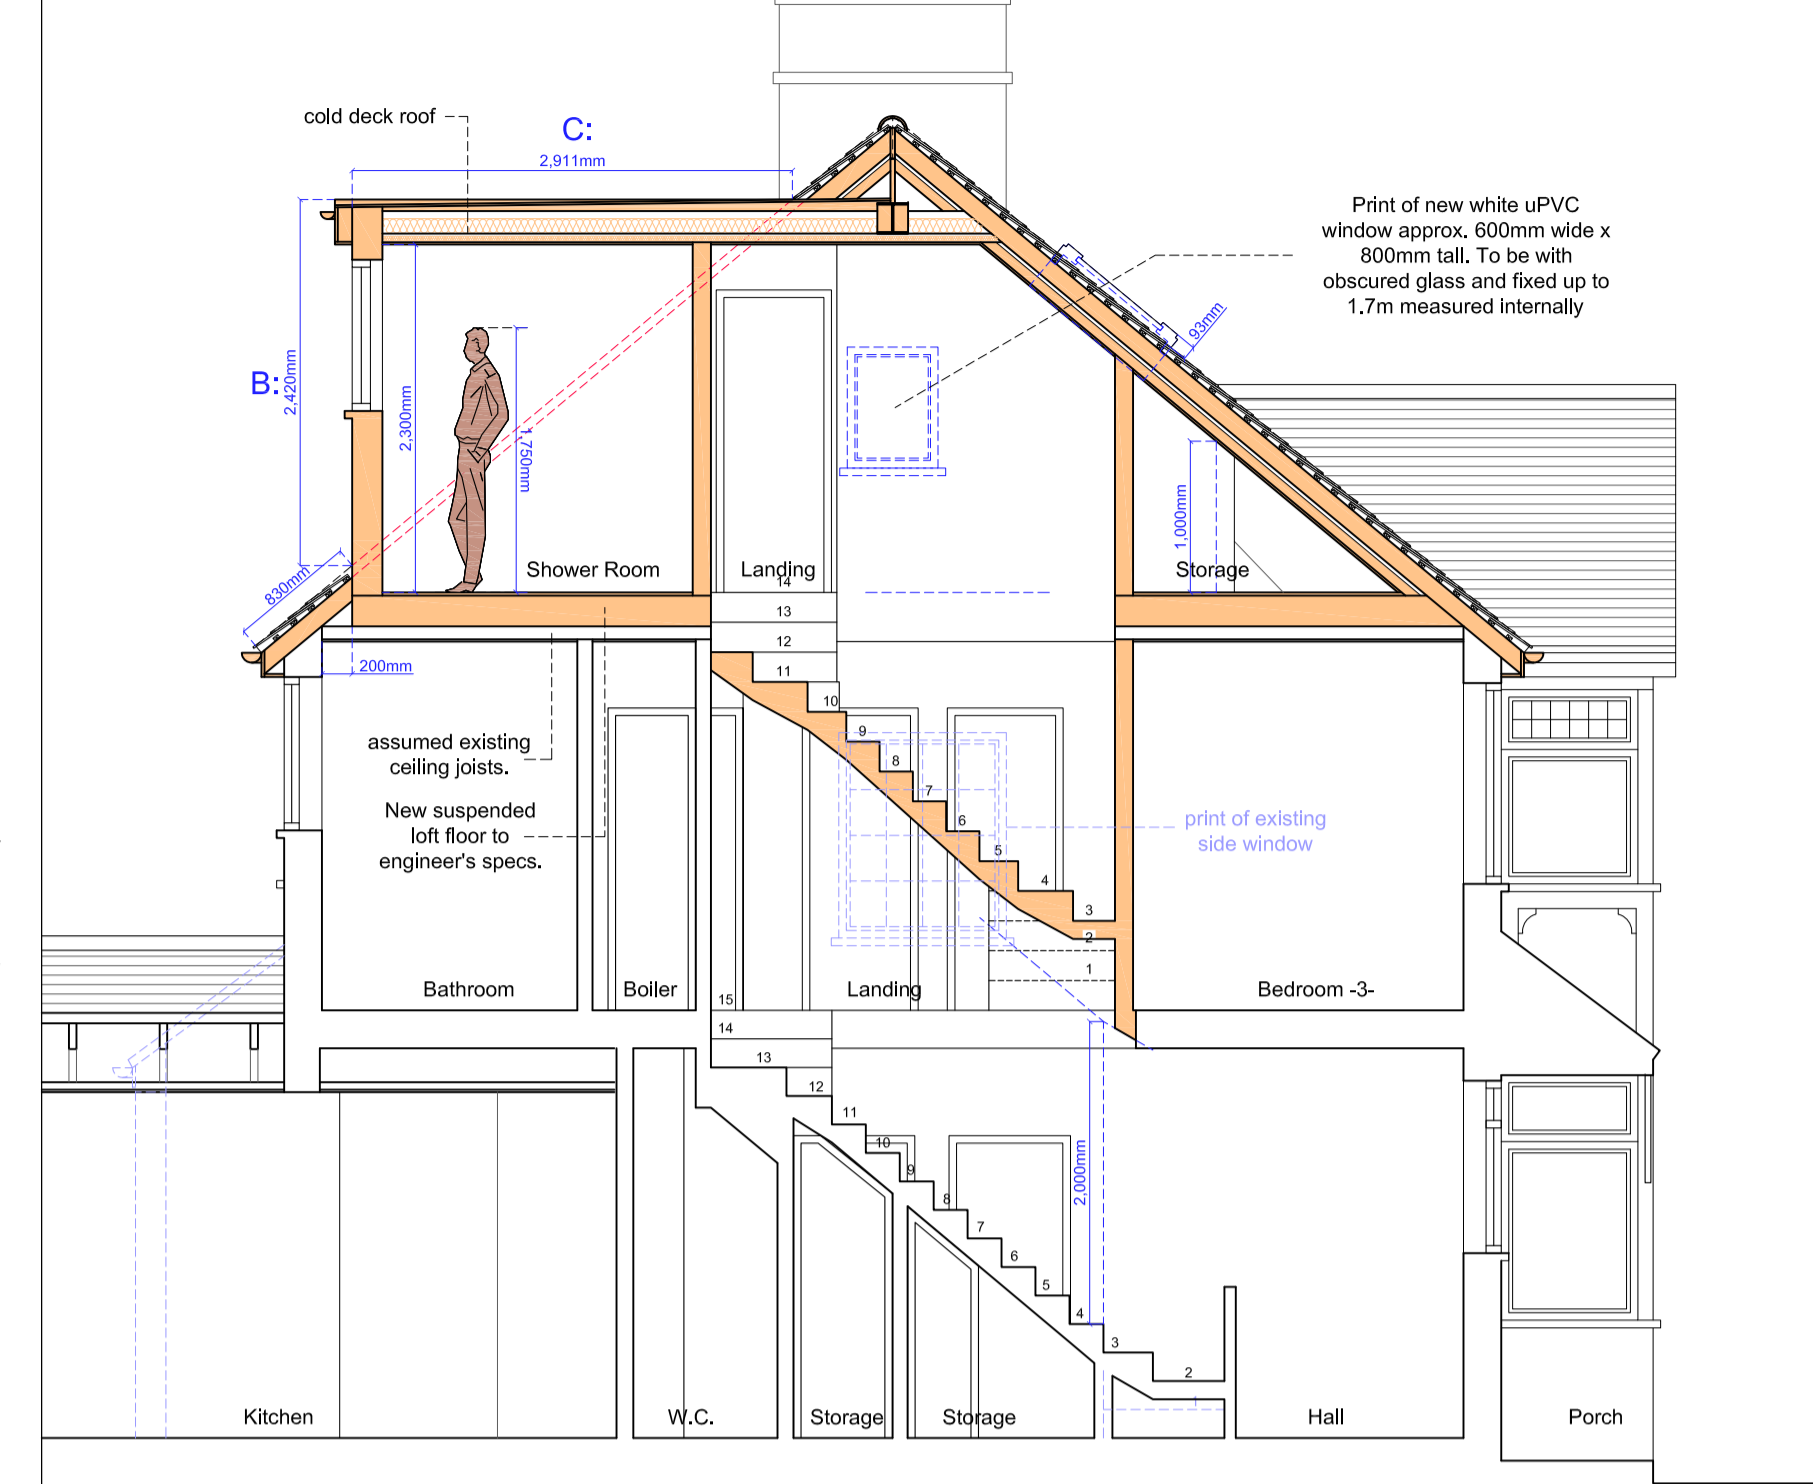 cold deck roof
C:
2,911mm
Print of new white uPVC
window approx. 600mm wide x
800mm tall. To be with
obscured glass and fixed up to
1.7m measured internally
93mm
B:
2,420mm
2,300mm
1,750mm
1,000mm
830mm
Shower Room
Landing
Storage
14
13
12
11
10
9
8
7
6
5
4
3
2
1
200mm
assumed existing
ceiling joists.
New suspended
loft floor to
engineer's specs.
print of existing
side window
Bathroom
Boiler
Landing
Bedroom -3-
15
14
13
12
11
10
9
8
7
6
5
4
3
2
1
2,000mm
Kitchen
W.C.
Storage
Storage
Hall
Porch